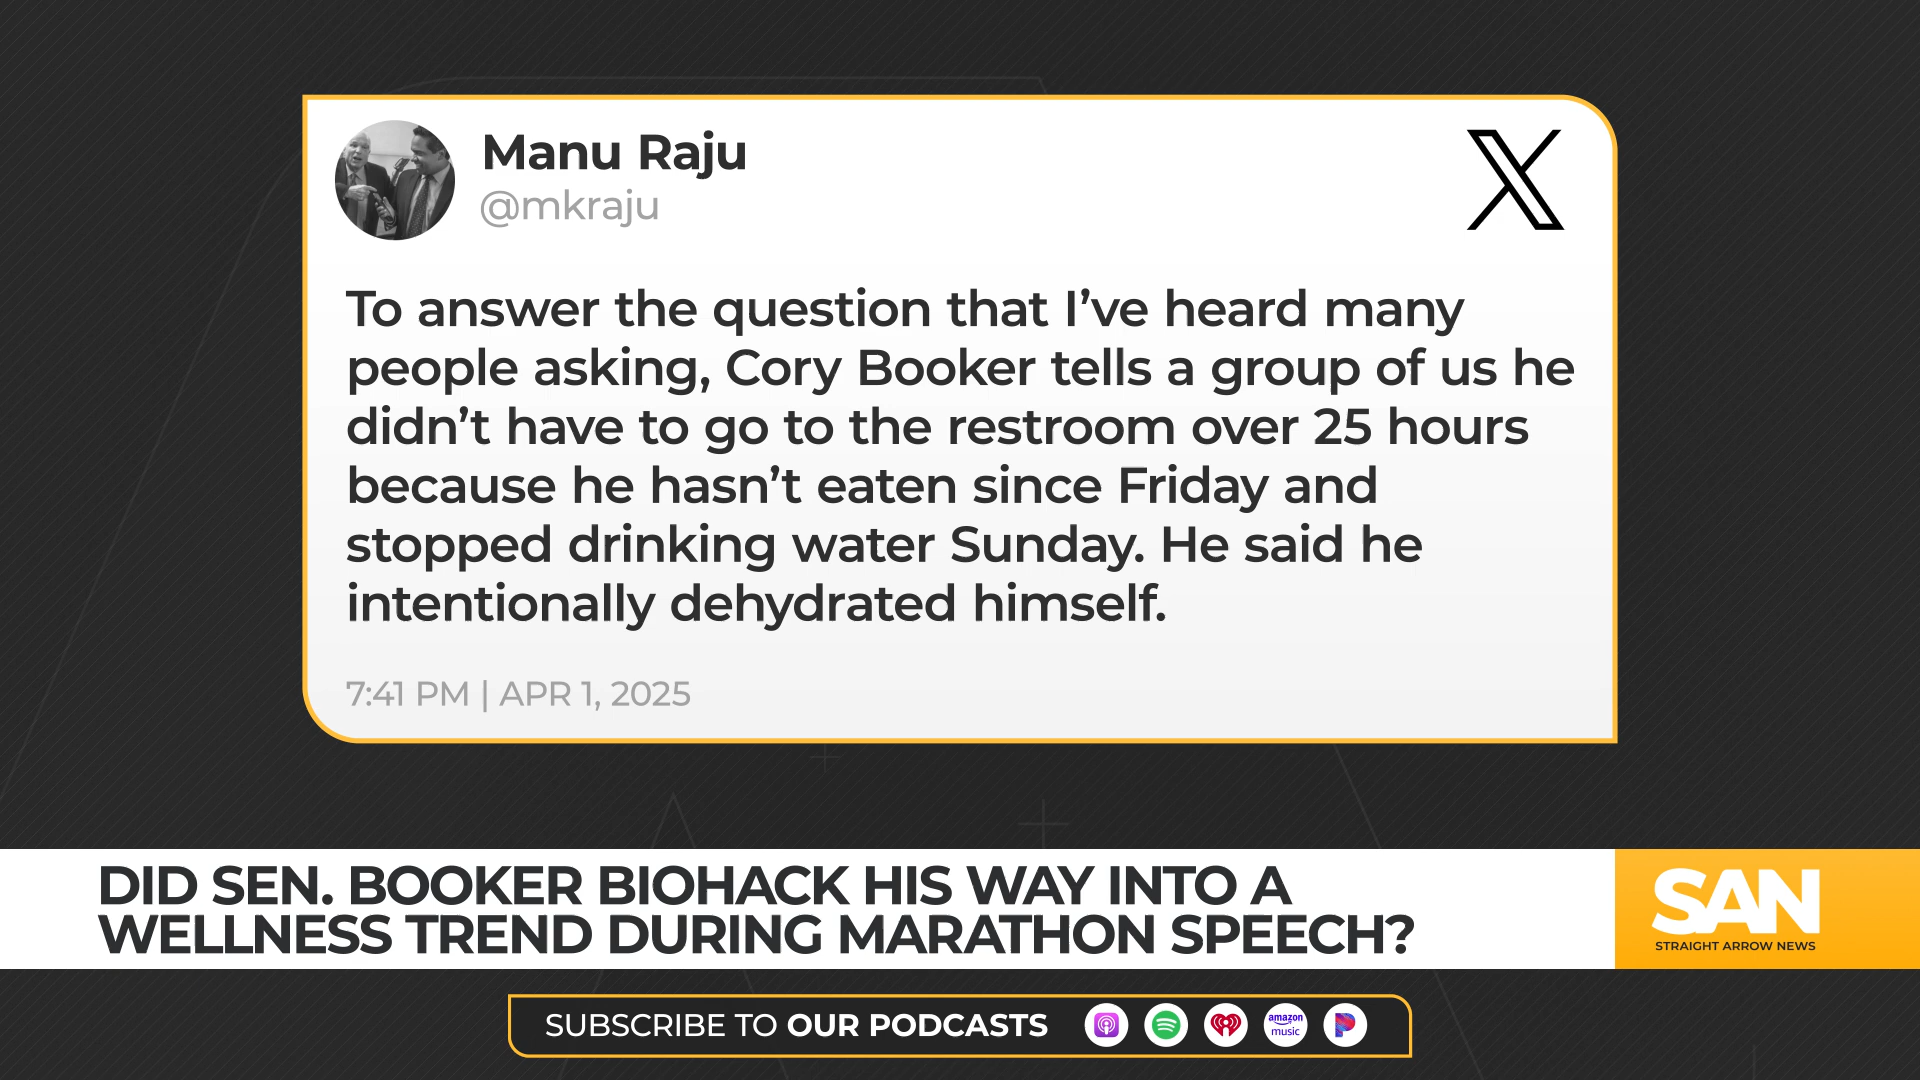 Manu Raju
@mkraju
To answer the question that I’ve heard many
people asking, Cory Booker tells a group of us he
didn’t have to go to the restroom over 25 hours
because he hasn’t eaten since Friday and
stopped drinking water Sunday. He said he
intentionally dehydrated himself.
7:41 PM | APR 1, 2025
DID SEN. BOOKER BIOHACK HIS WAY INTO A
WELLNESS TREND DURING MARATHON SPEECH?
SAN
STRAIGHT ARROW NEWS
SUBSCRIBE TO OUR PODCASTS
amazon
music